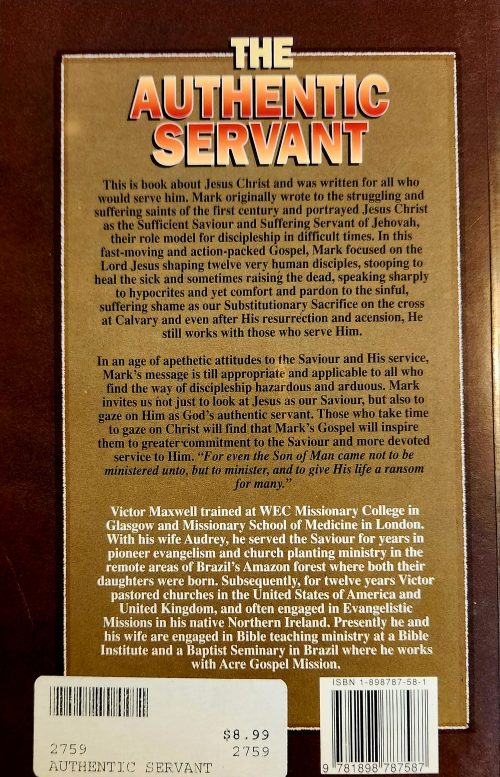 THE
AUTHENTIC
SERVANT
This is book about Jesus Christ and was written for all who
would serve him. Mark originally wrote to the struggling and
suffering saints of the first century and portrayed Jesus Christ
as the Sufficient Saviour and Suffering Servant of Jehovah,
their role model for discipleship in difficult times. In this
fast-moving and action-packed Gospel, Mark focused on the
Lord Jesus shaping twelve very human disciples, stooping to
heal the sick and sometimes raising the dead, speaking sharply
to hypocrites and yet comfort and pardon to the sinful,
suffering shame as our Substitutionary Sacrifice on the cross
at Calvary and even after His resurrection and acension, He
still works with those who serve Him.
In an age of apethetic attitudes to the Saviour and His service,
Mark's message is till appropriate and applicable to all who
find the way of discipleship hazardous and arduous. Mark
invites us not just to look at Jesus as our Saviour, but also to
gaze on Him as God's authentic servant. Those who take time
to gaze on Christ will find that Mark's Gospel will inspire
them to greater commitment to the Saviour and more devoted
service to Him. “For even the Son of Man came not to be
ministered unto, but to minister, and to give His life a ransom
for many.”
Victor Maxwell trained at WEC Missionary College in
Glasgow and Missionary School of Medicine in London.
With his wife Audrey, he served the Saviour for years in
pioneer evangelism and church planting ministry in the
remote areas of Brazil's Amazon forest where both their
daughters were born. Subsequently, for twelve years Victor
pastored churches in the United States of America and
United Kingdom, and often engaged in Evangelistic
Missions in his native Northern Ireland. Presently he and
his wife are engaged in Bible teaching ministry at a Bible
Institute and a Baptist Seminary in Brazil where he works
with Acre Gospel Mission.
ISBN 1-898787-58-1
9 781898 787587
$8.99
2759 2759
AUTHENTIC SERVANT